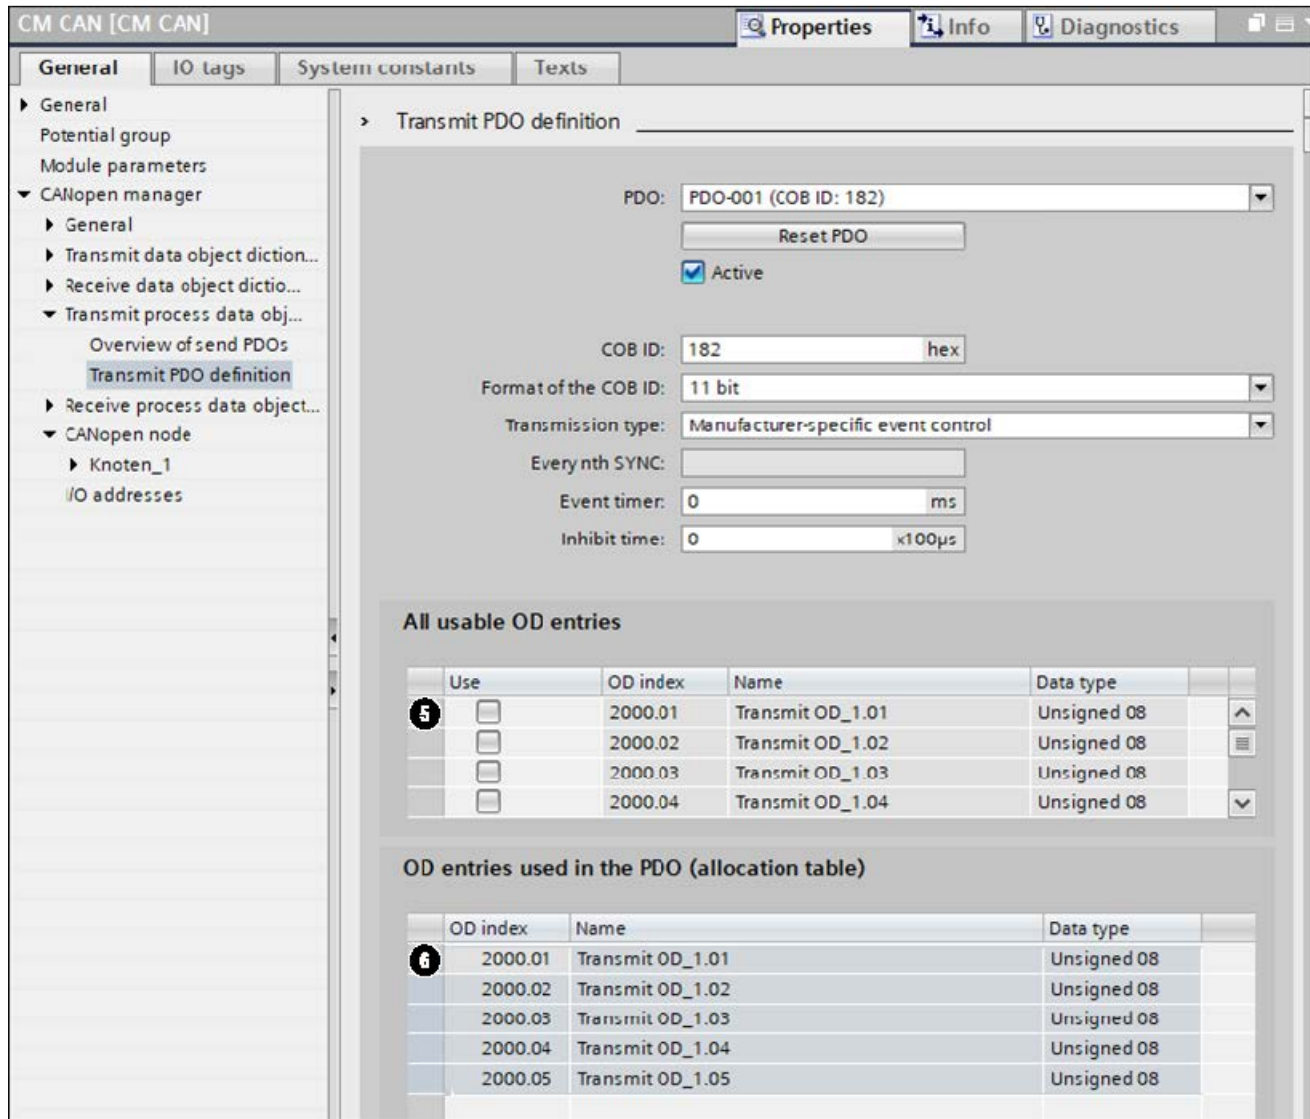 CM CAN [CM CAN]
Properties
Info
Diagnostics
General
IO tags
System constants
Texts
General
Potential group
Module parameters
CANopen manager
General
Transmit data object diction...
Receive data object dictio...
Transmit process data obj...
Overview of send PDOs
Transmit PDO definition
Receive process data object...
CANopen node
Knoten_1
I/O addresses
Transmit PDO definition
PDO: PDO-001 (COB ID: 182)
Reset PDO
Active
COB ID: 182 hex
Format of the COB ID: 11 bit
Transmission type: Manufacturer-specific event control
Every nth SYNC:
Event timer: 0 ms
Inhibit time: 0 x100µs
All usable OD entries
Use OD index Name Data type
5 2000.01 Transmit OD_1.01 Unsigned 08
2000.02 Transmit OD_1.02 Unsigned 08
2000.03 Transmit OD_1.03 Unsigned 08
2000.04 Transmit OD_1.04 Unsigned 08
OD entries used in the PDO (allocation table)
OD index Name Data type
6 2000.01 Transmit OD_1.01 Unsigned 08
2000.02 Transmit OD_1.02 Unsigned 08
2000.03 Transmit OD_1.03 Unsigned 08
2000.04 Transmit OD_1.04 Unsigned 08
2000.05 Transmit OD_1.05 Unsigned 08